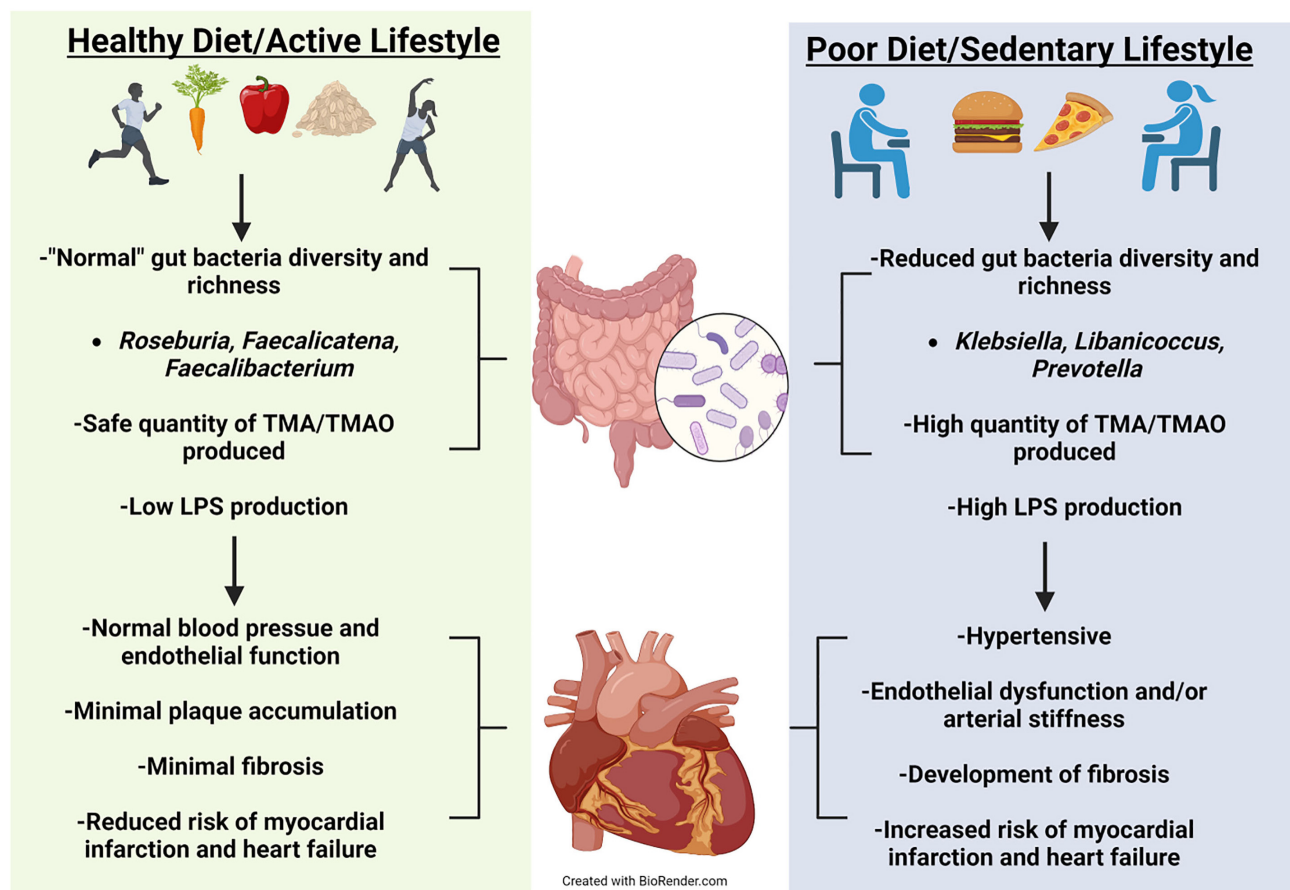 Healthy Diet/Active Lifestyle
-"Normal" gut bacteria diversity and
richness
• Roseburia, Faecalicatena,
Faecalibacterium
-Safe quantity of TMA/TMAO
produced
-Low LPS production
-Normal blood pressue and
endothelial function
-Minimal plaque accumulation
-Minimal fibrosis
-Reduced risk of myocardial
infarction and heart failure
Poor Diet/Sedentary Lifestyle
-Reduced gut bacteria diversity and
richness
• Klebsiella, Libanicoccus,
Prevotella
-High quantity of TMA/TMAO
produced
-High LPS production
-Hypertensive
-Endothelial dysfunction and/or
arterial stiffness
-Development of fibrosis
-Increased risk of myocardial
infarction and heart failure
Created with BioRender.com